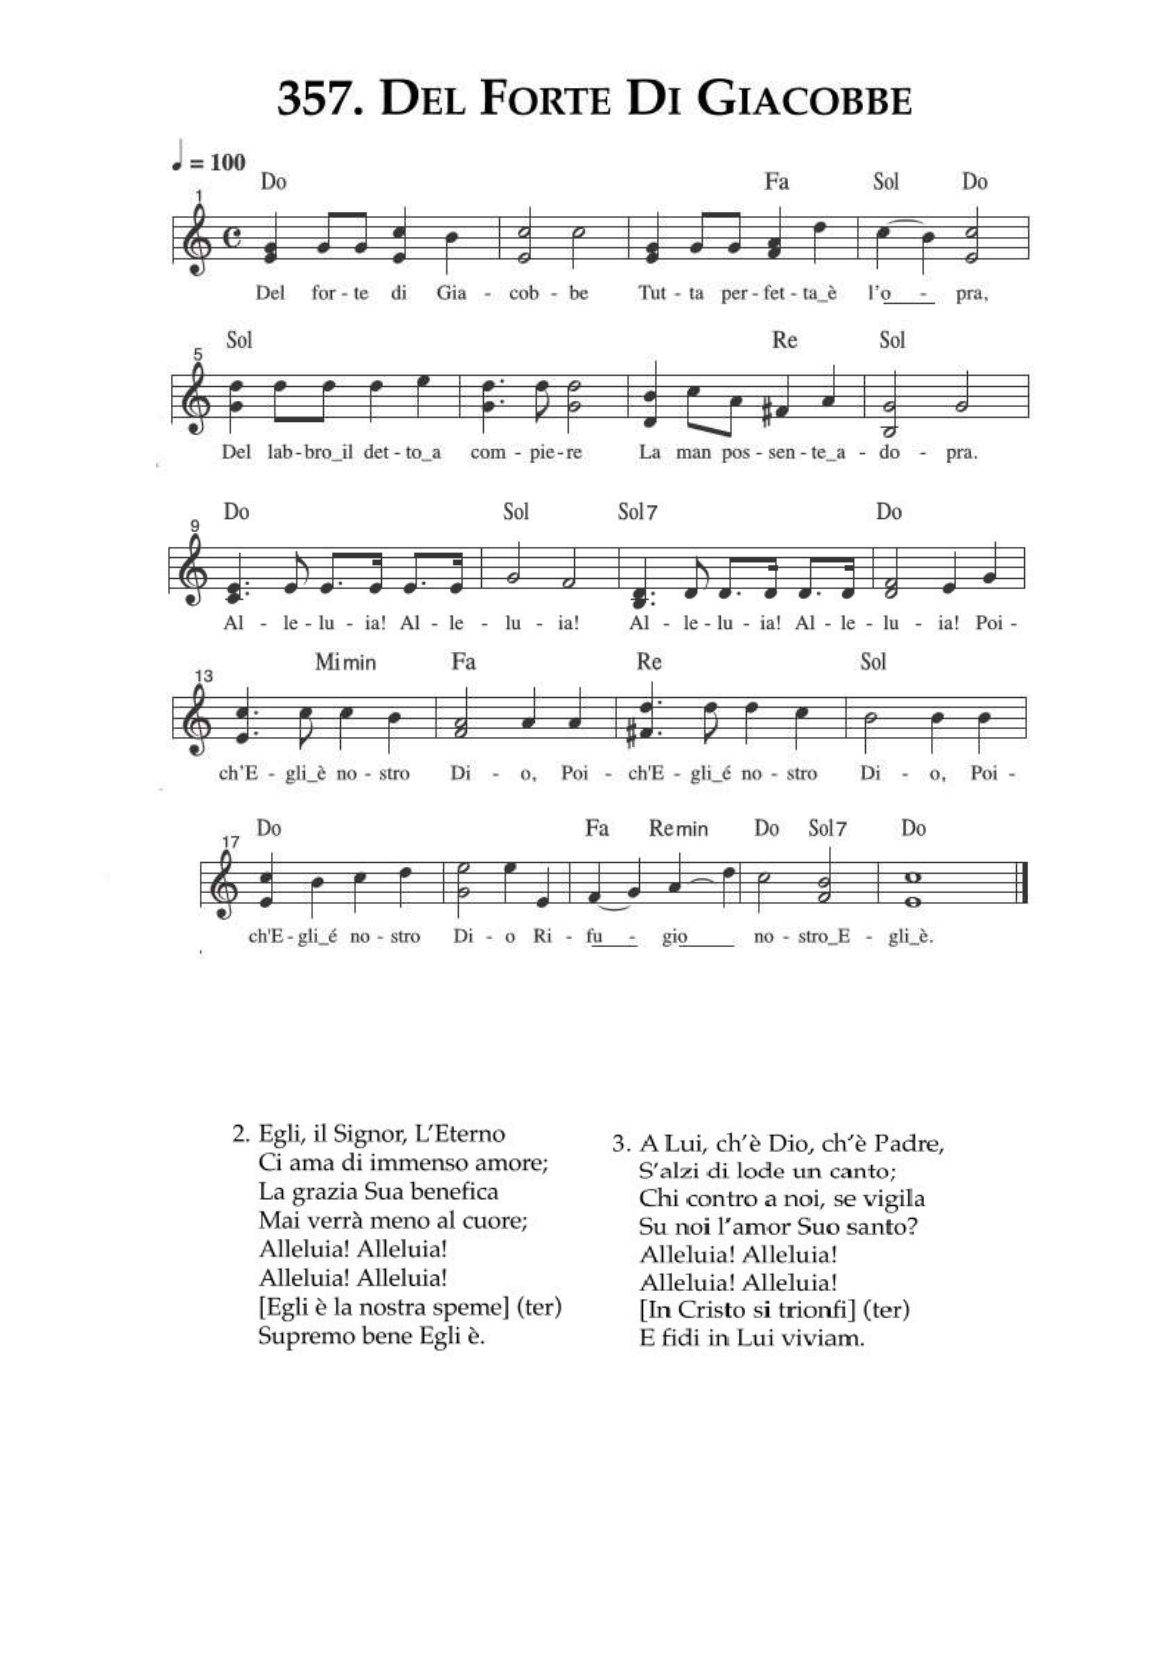 357. DEL FORTE DI GIACOBBE
♩ = 100
Do Fa Sol Do
1
Del for - te di Gia - cob - be Tut - ta per - fet - ta_è l'o - pra,
Sol Re Sol
5
Del lab - bro_il det - to_a com - pie - re La man pos - sen - te_a - do - pra.
Do Sol Sol7 Do
9
Al - le - lu - ia! Al - le - lu - ia! Al - le - lu - ia! Al - le - lu - ia! Poi -
Mi min Fa Re Sol
13
ch'E - gli_è no - stro Di - o, Poi - ch'E - gli_é no - stro Di - o, Poi -
Do Fa Remin Do Sol7 Do
17
ch'E - gli_é no - stro Di - o Ri - fu - gio no - stro_E - gli_è.
2. Egli, il Signor, L'Eterno
Ci ama di immenso amore;
La grazia Sua benefica
Mai verrà meno al cuore;
Alleluia! Alleluia!
Alleluia! Alleluia!
[Egli è la nostra speme] (ter)
Supremo bene Egli è.
3. A Lui, ch'è Dio, ch'è Padre,
S'alzi di lode un canto;
Chi contro a noi, se vigila
Su noi l'amor Suo santo?
Alleluia! Alleluia!
Alleluia! Alleluia!
[In Cristo si trionfi] (ter)
E fidi in Lui viviam.